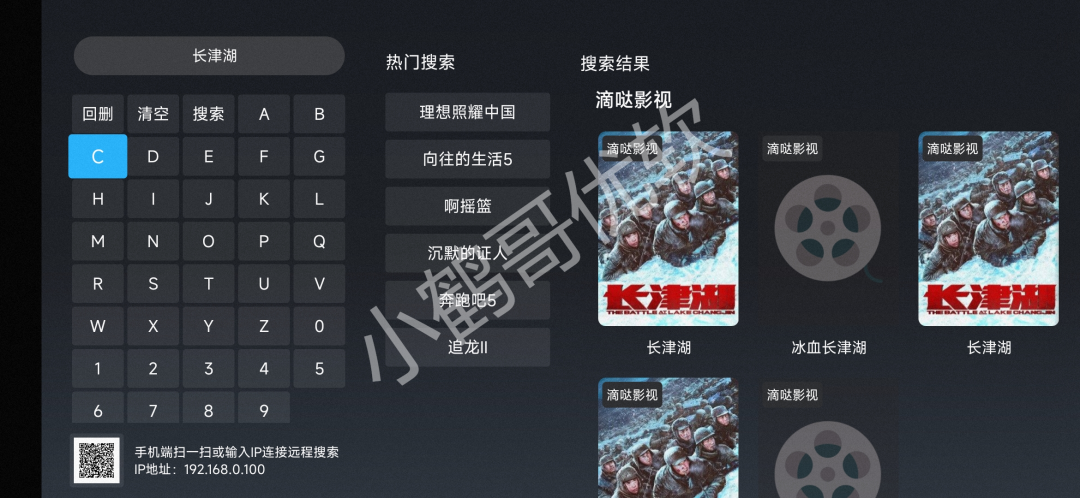 长津湖
回删 清空 搜索 A B
C D E F G
H I J K L
M N O P Q
R S T U V
W X Y Z 0
1 2 3 4 5
6 7 8 9
手机端扫一扫或输入IP连接远程搜索
IP地址：192.168.0.100
热门搜索
理想照耀中国
向往的生活5
啊摇篮
沉默的证人
奔跑吧5
追龙II
搜索结果
滴哒影视
滴哒影视
长津湖
THE BATTLE AT LAKE CHANGJIN
长津湖
滴哒影视
冰血长津湖
滴哒影视
长津湖
THE BATTLE AT LAKE CHANGJIN
长津湖
滴哒影视
滴哒影视
小鹤哥优软